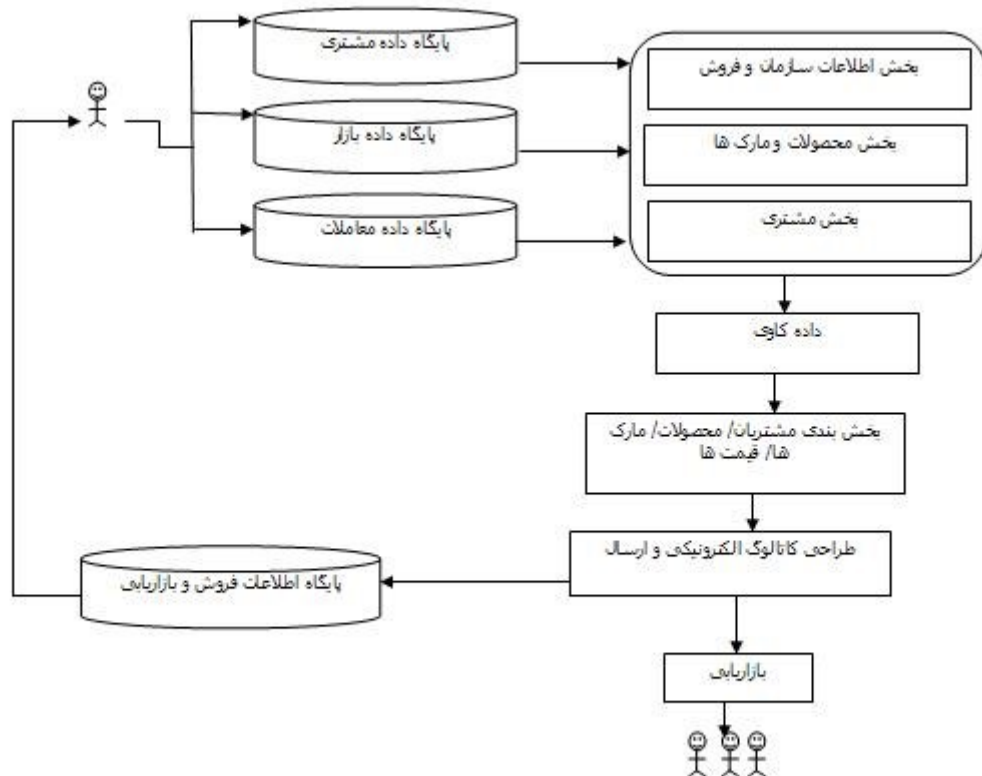 پایگاه داده مشتری
بخش اطلاعات سازمان و فروش
پایگاه داده بازار
بخش محصولات و مارک ها
پایگاه داده معاملات
بخش مشتری
داده کاوی
بخش بندی مشتریان/ محصولات/ مارک
ها/ قیمت ها
طراحی کاتالوگ الکترونیکی و ارسال
پایگاه اطلاعات فروش و بازاریابی
بازاریابی